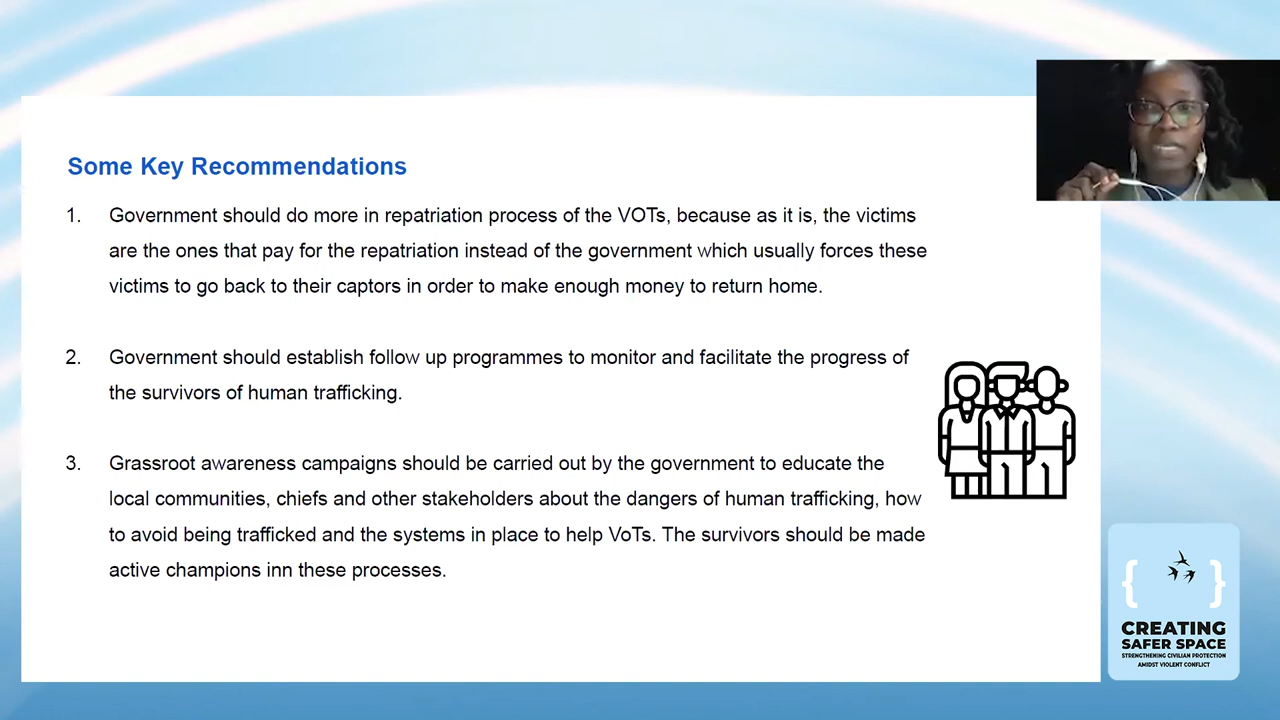 Some Key Recommendations
1. Government should do more in repatriation process of the VOTs, because as it is, the victims
are the ones that pay for the repatriation instead of the government which usually forces these
victims to go back to their captors in order to make enough money to return home.
2. Government should establish follow up programmes to monitor and facilitate the progress of
the survivors of human trafficking.
3. Grassroot awareness campaigns should be carried out by the government to educate the
local communities, chiefs and other stakeholders about the dangers of human trafficking, how
to avoid being trafficked and the systems in place to help VoTs. The survivors should be made
active champions inn these processes.
{ }
CREATING
SAFER SPACE
STRENGTHENING CIVILIAN PROTECTION
AMIDST VIOLENT CONFLICT